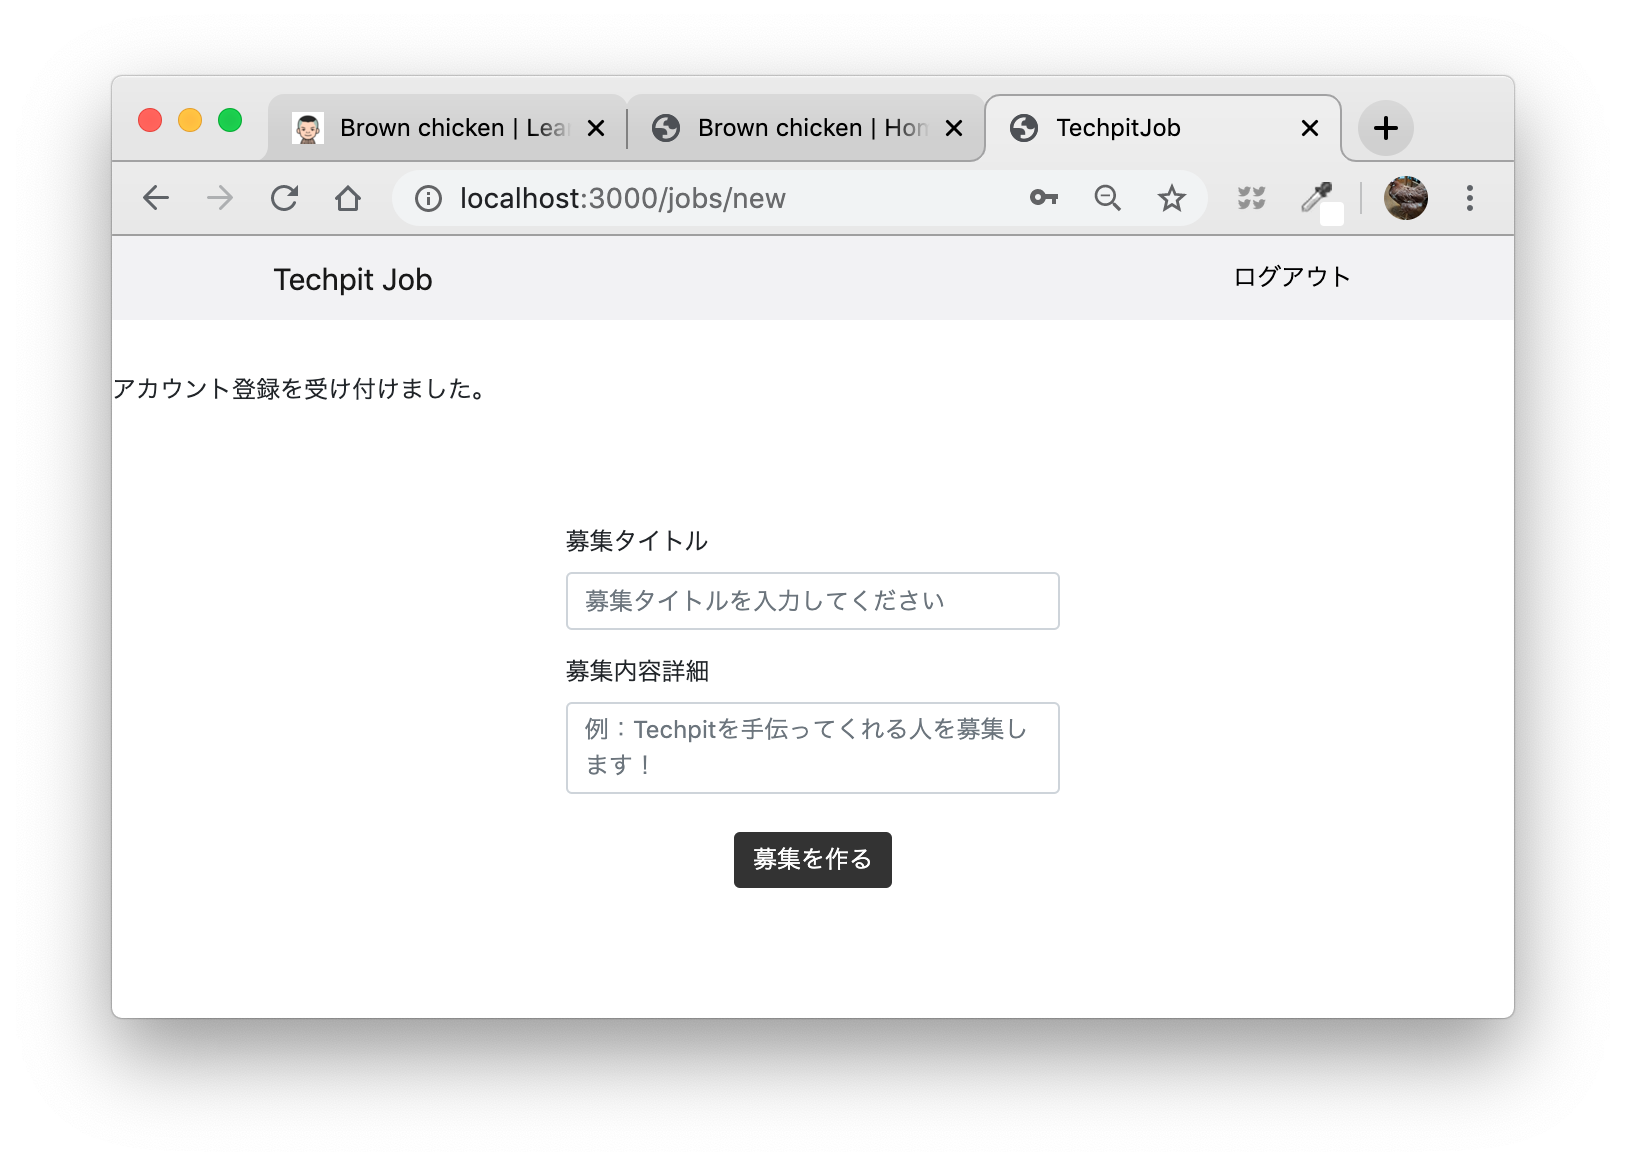 Brown chicken | Lea
Brown chicken | Hom
TechpitJob
localhost:3000/jobs/new
Techpit Job
ログアウト
アカウント登録を受け付けました。
募集タイトル
募集タイトルを入力してください
募集内容詳細
例：Techpitを手伝ってくれる人を募集し
ます！
募集を作る